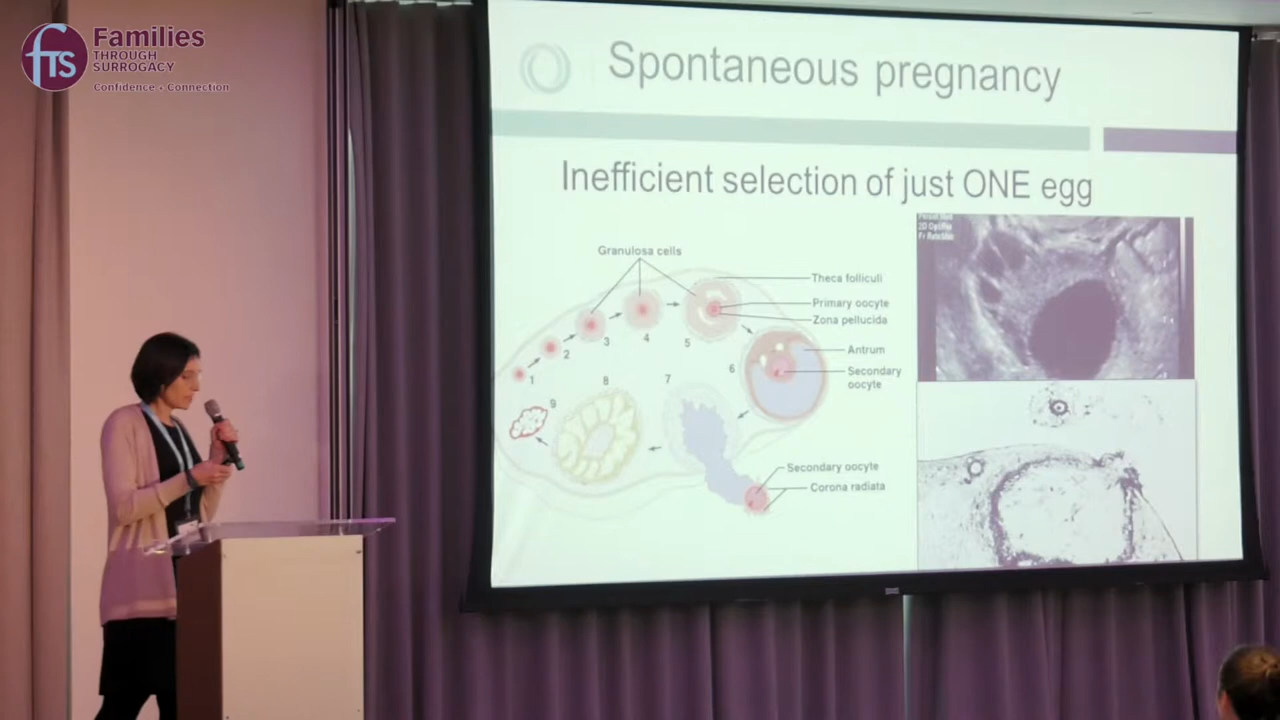 Families
THROUGH
SURROGACY
Confidence + Connection
fTS
Spontaneous pregnancy
Inefficient selection of just ONE egg
Granulosa cells
Theca folliculi
Primary oocyte
Zona pellucida
Antrum
Secondary
oocyte
1
2
3
4
5
6
7
8
9
Secondary oocyte
Corona radiata